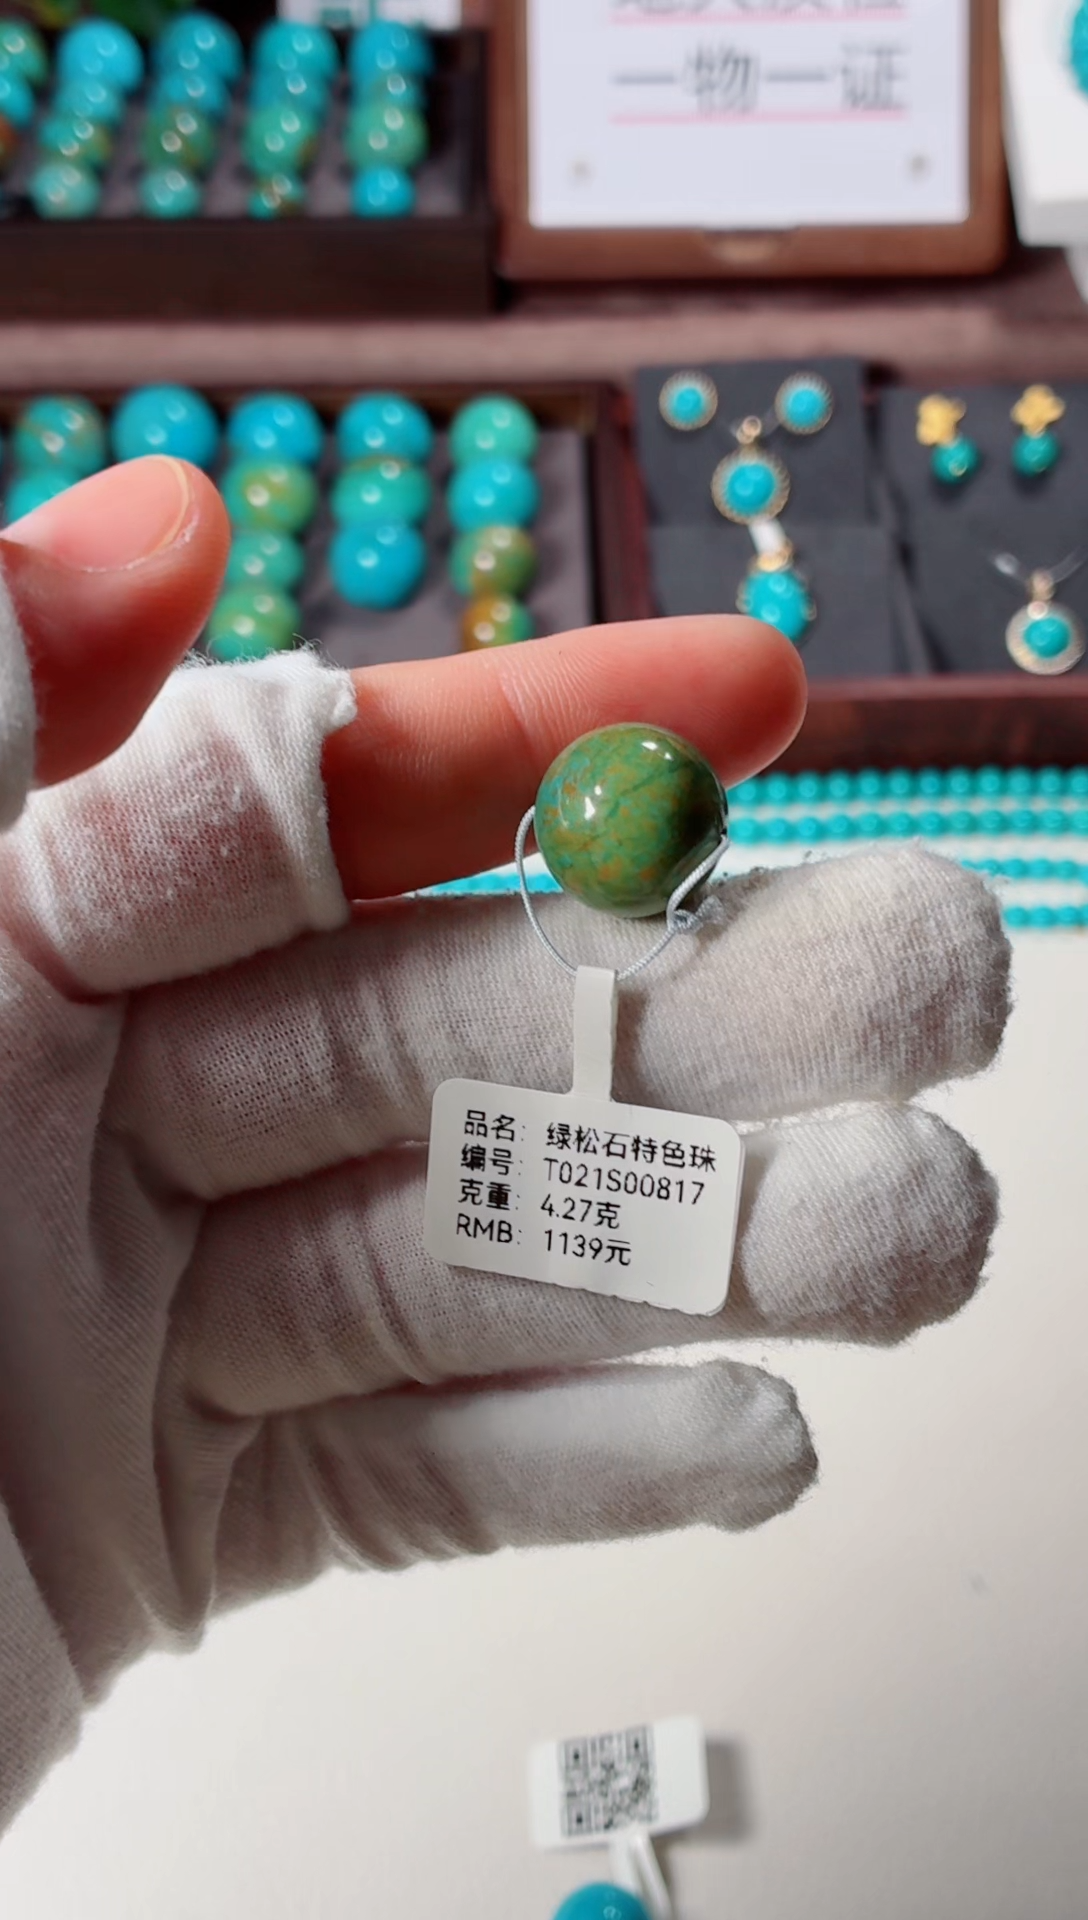 一物一证
品名: 绿松石特色珠
编号: T021S00817
克重: 4.27克
RMB: 1139元